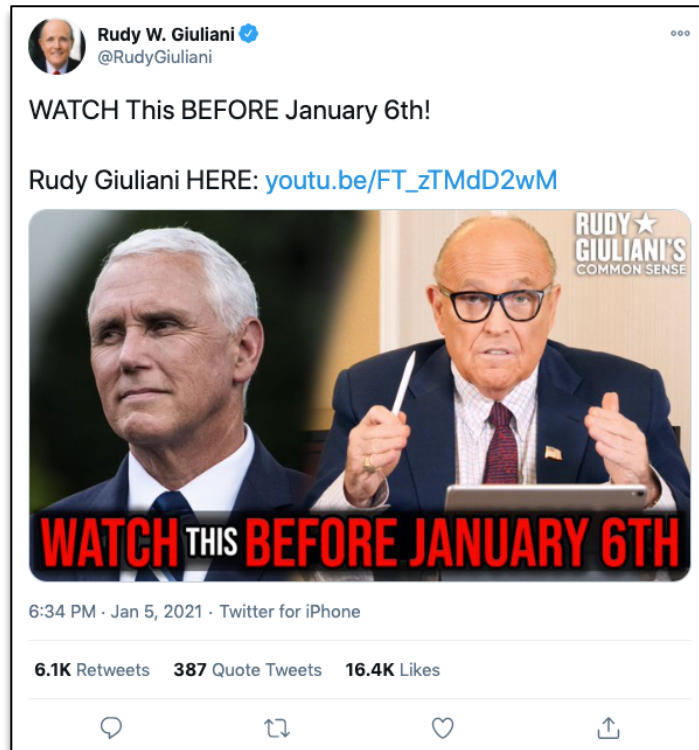 Rudy W. Giuliani
@RudyGiuliani
WATCH This BEFORE January 6th!
Rudy Giuliani HERE: youtu.be/FT_zTMdD2wM
RUDY★
GIULIANI'S
COMMON SENSE
WATCH THIS BEFORE JANUARY 6TH
6:34 PM · Jan 5, 2021 · Twitter for iPhone
6.1K Retweets 387 Quote Tweets 16.4K Likes